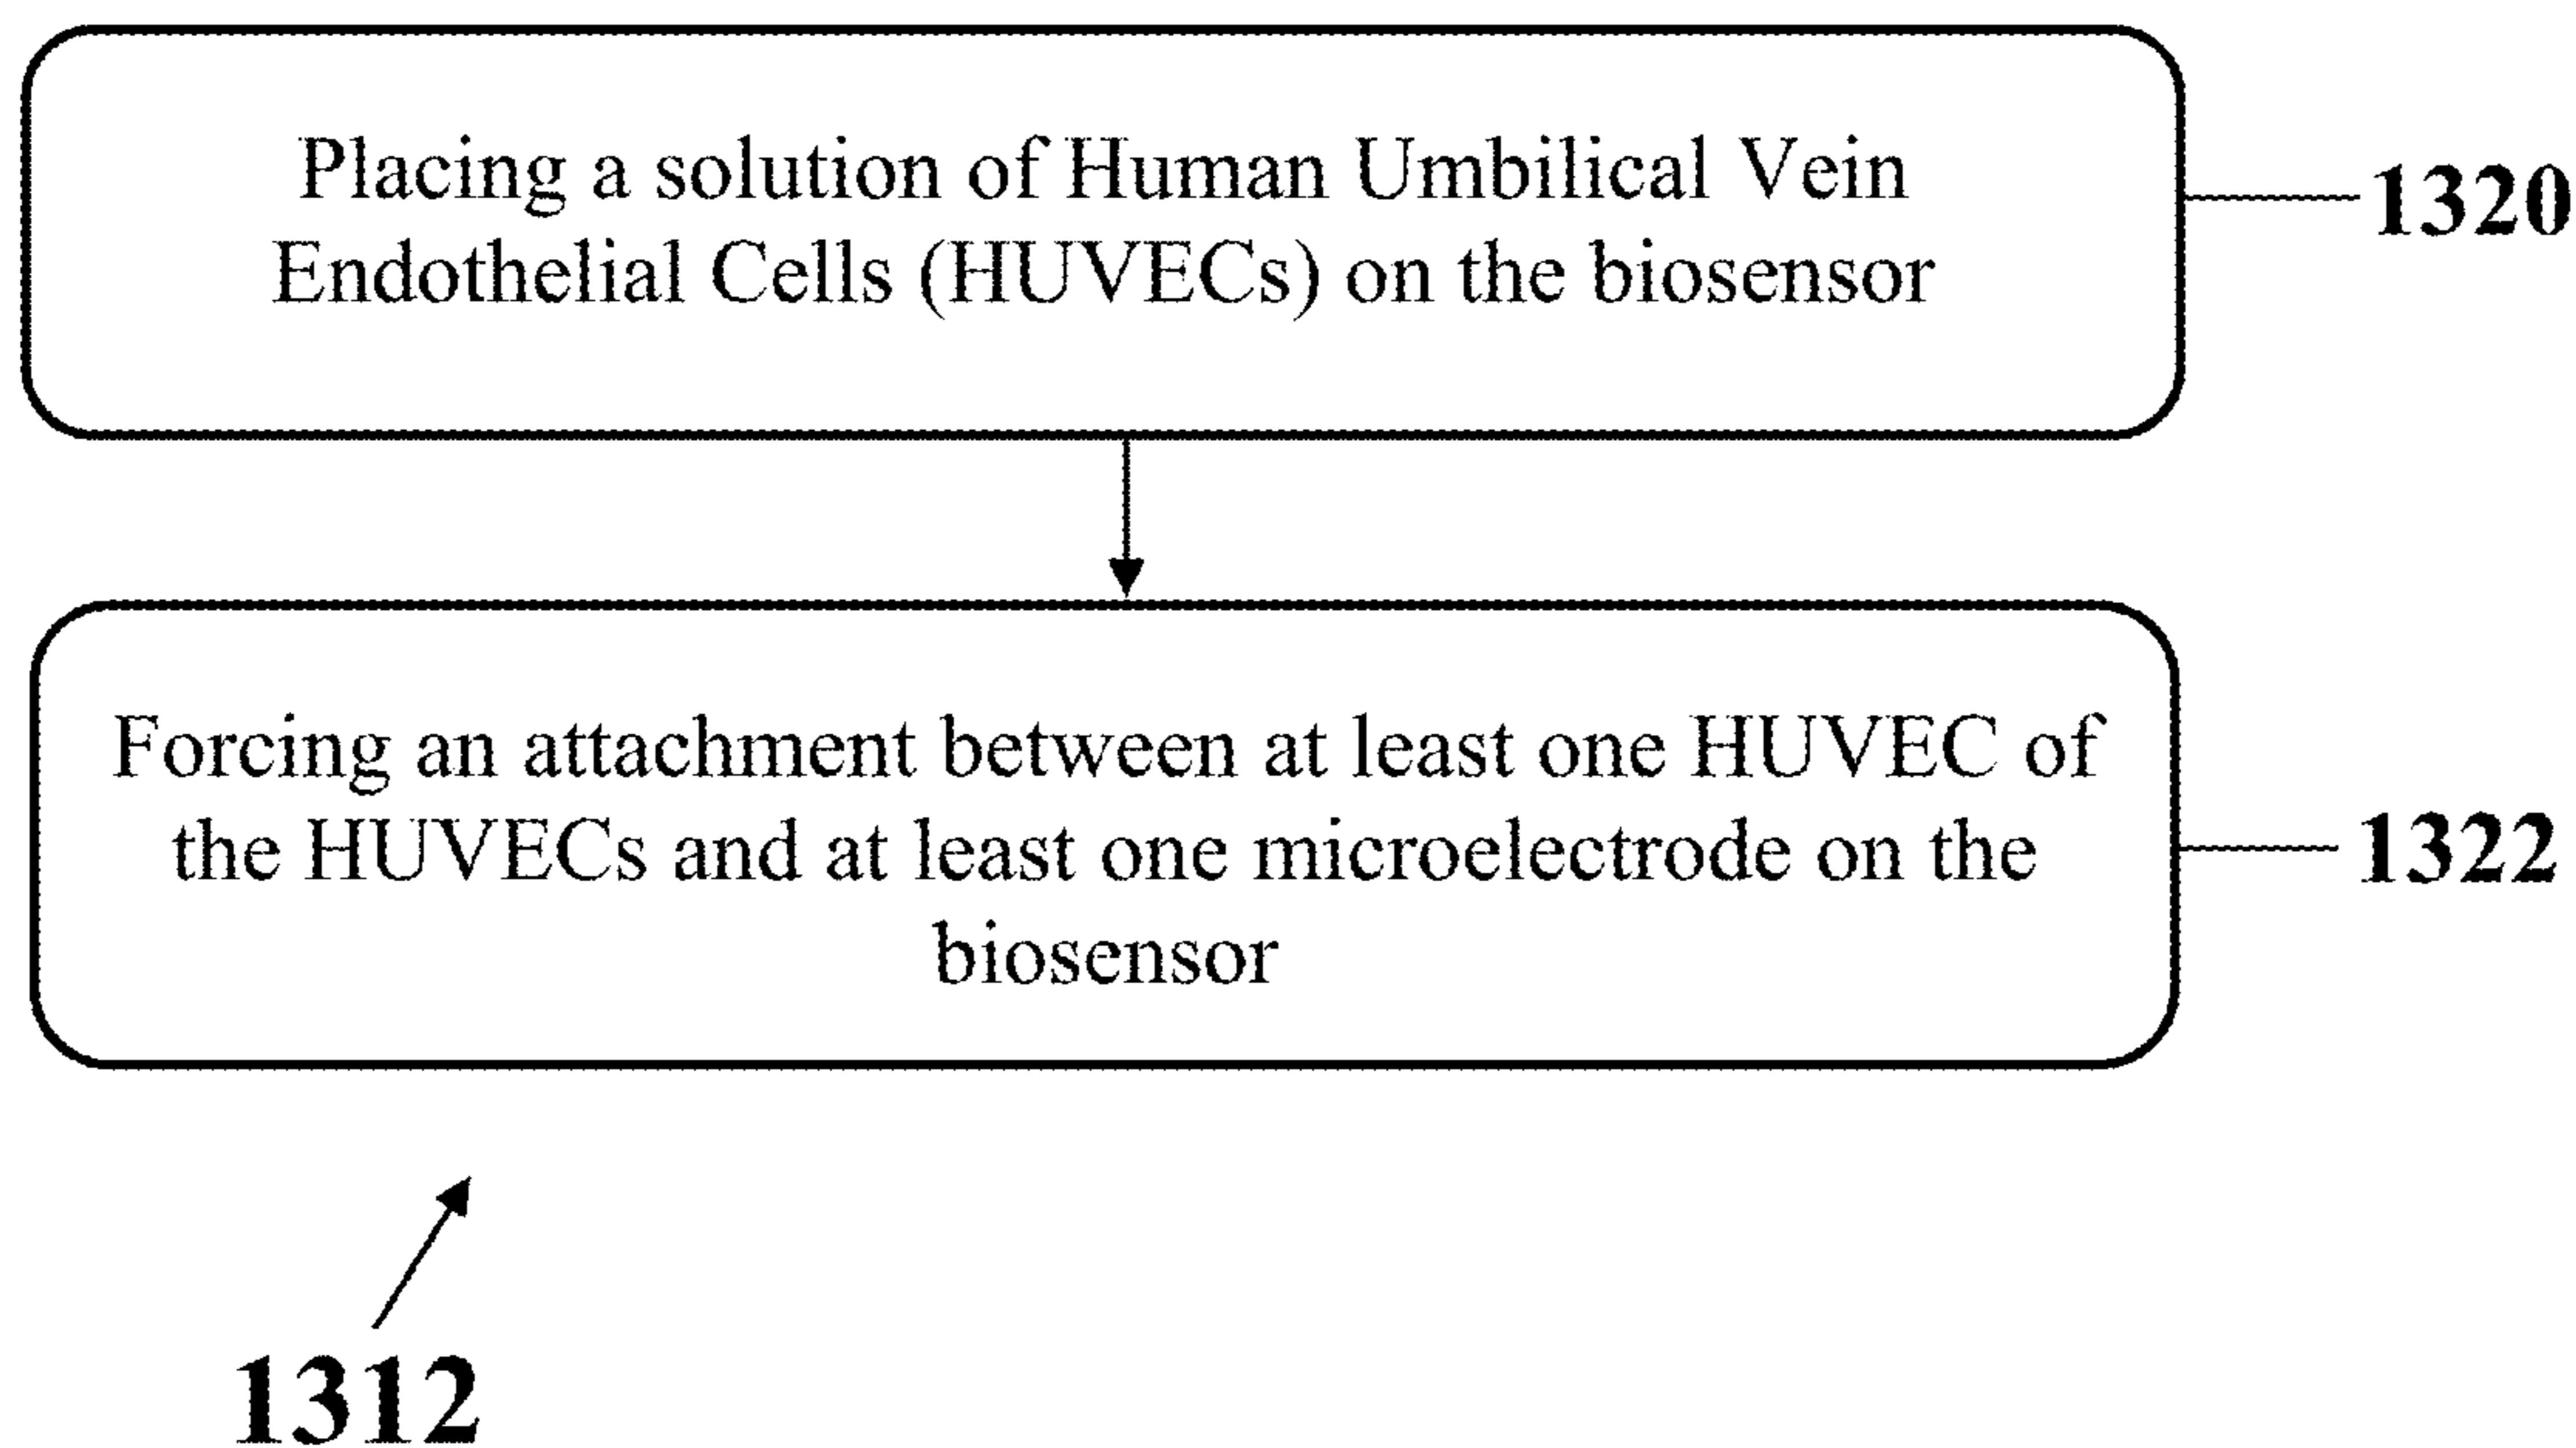 Placing a solution of Human Umbilical Vein
Endothelial Cells (HUVECs) on the biosensor
1320
Forcing an attachment between at least one HUVEC of
the HUVECs and at least one microelectrode on the
biosensor
1322
1312